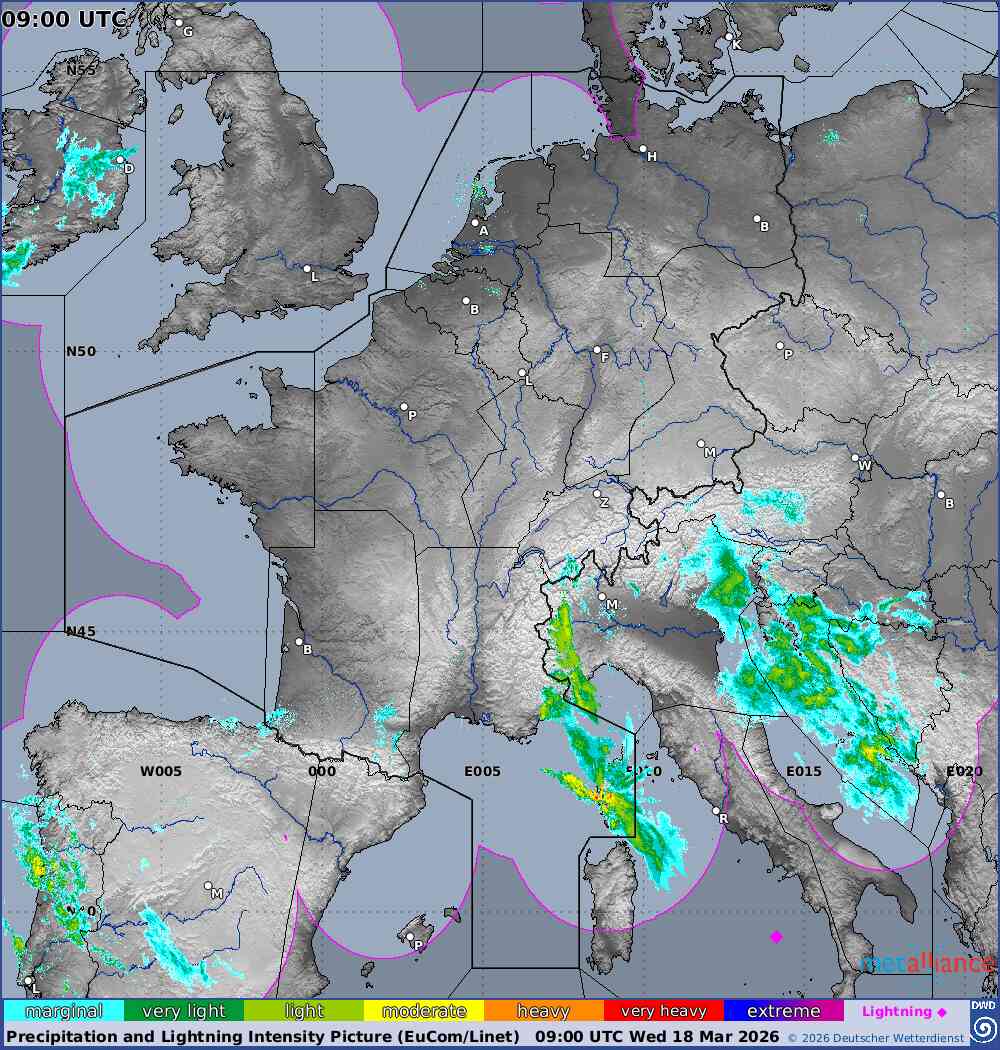 09:00 UTC
G
K
N55
D
H
A
B
L
B
N50
F
P
L
P
M
W
Z
B
M
N45
B
W005
000
E005
E010
E015
E020
R
M
N40
P
L
metalliance
marginal very light light moderate heavy very heavy extreme Lightning ◆
DWD
Precipitation and Lightning Intensity Picture (EuCom/Linet) 09:00 UTC Wed 18 Mar 2026 © 2026 Deutscher Wetterdienst